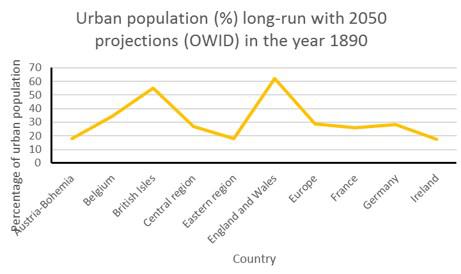 Urban population (%) long-run with 2050
projections (OWID) in the year 1890
Percentage of urban population
70
60
50
40
30
20
10
0
Austria-Bohemia
Belgium
British Isles
Central region
Eastern region
England and Wales
Europe
France
Germany
Ireland
Country